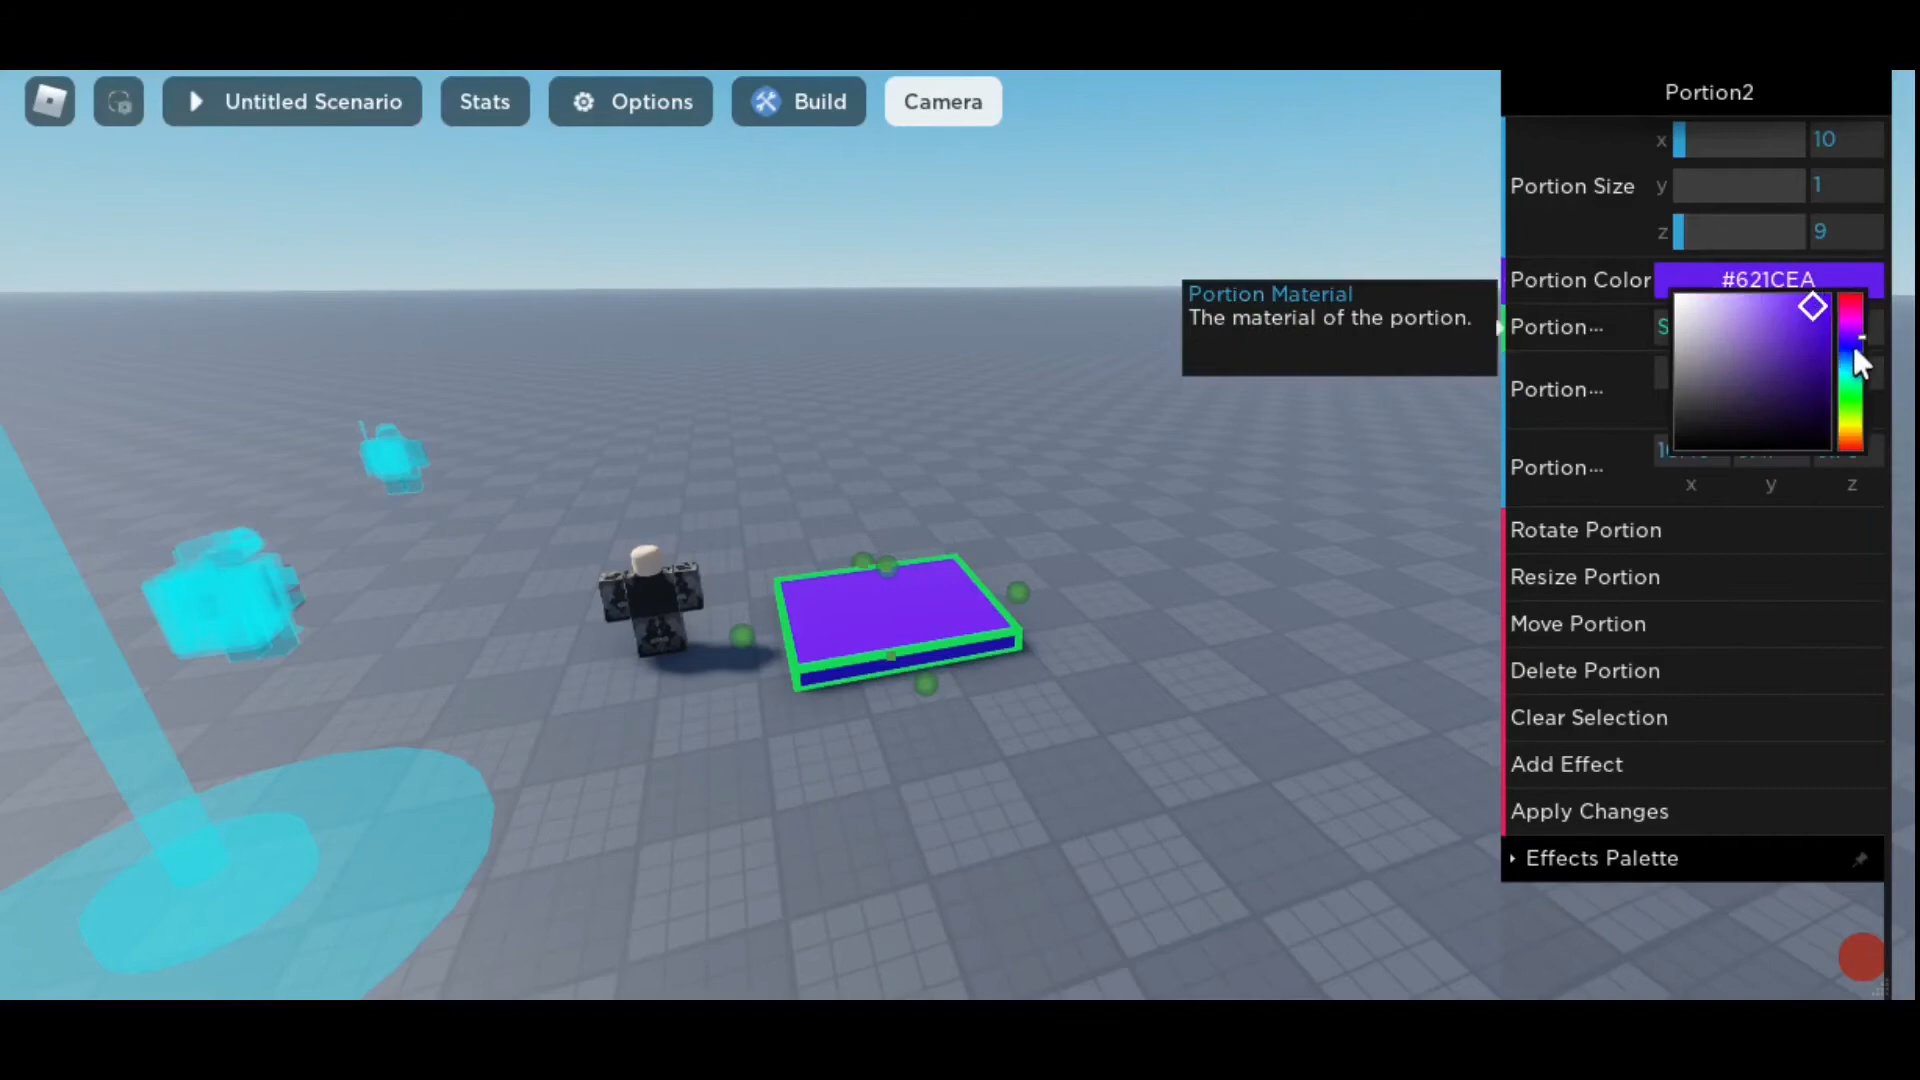 Untitled Scenario
Stats
Options
Build
Camera
Portion2
Portion Size
x 10
y 1
z 9
Portion Color #621CEA
Portion Material
The material of the portion.
Portion··· S
Portion···
Portion···
x y z
Rotate Portion
Resize Portion
Move Portion
Delete Portion
Clear Selection
Add Effect
Apply Changes
Effects Palette